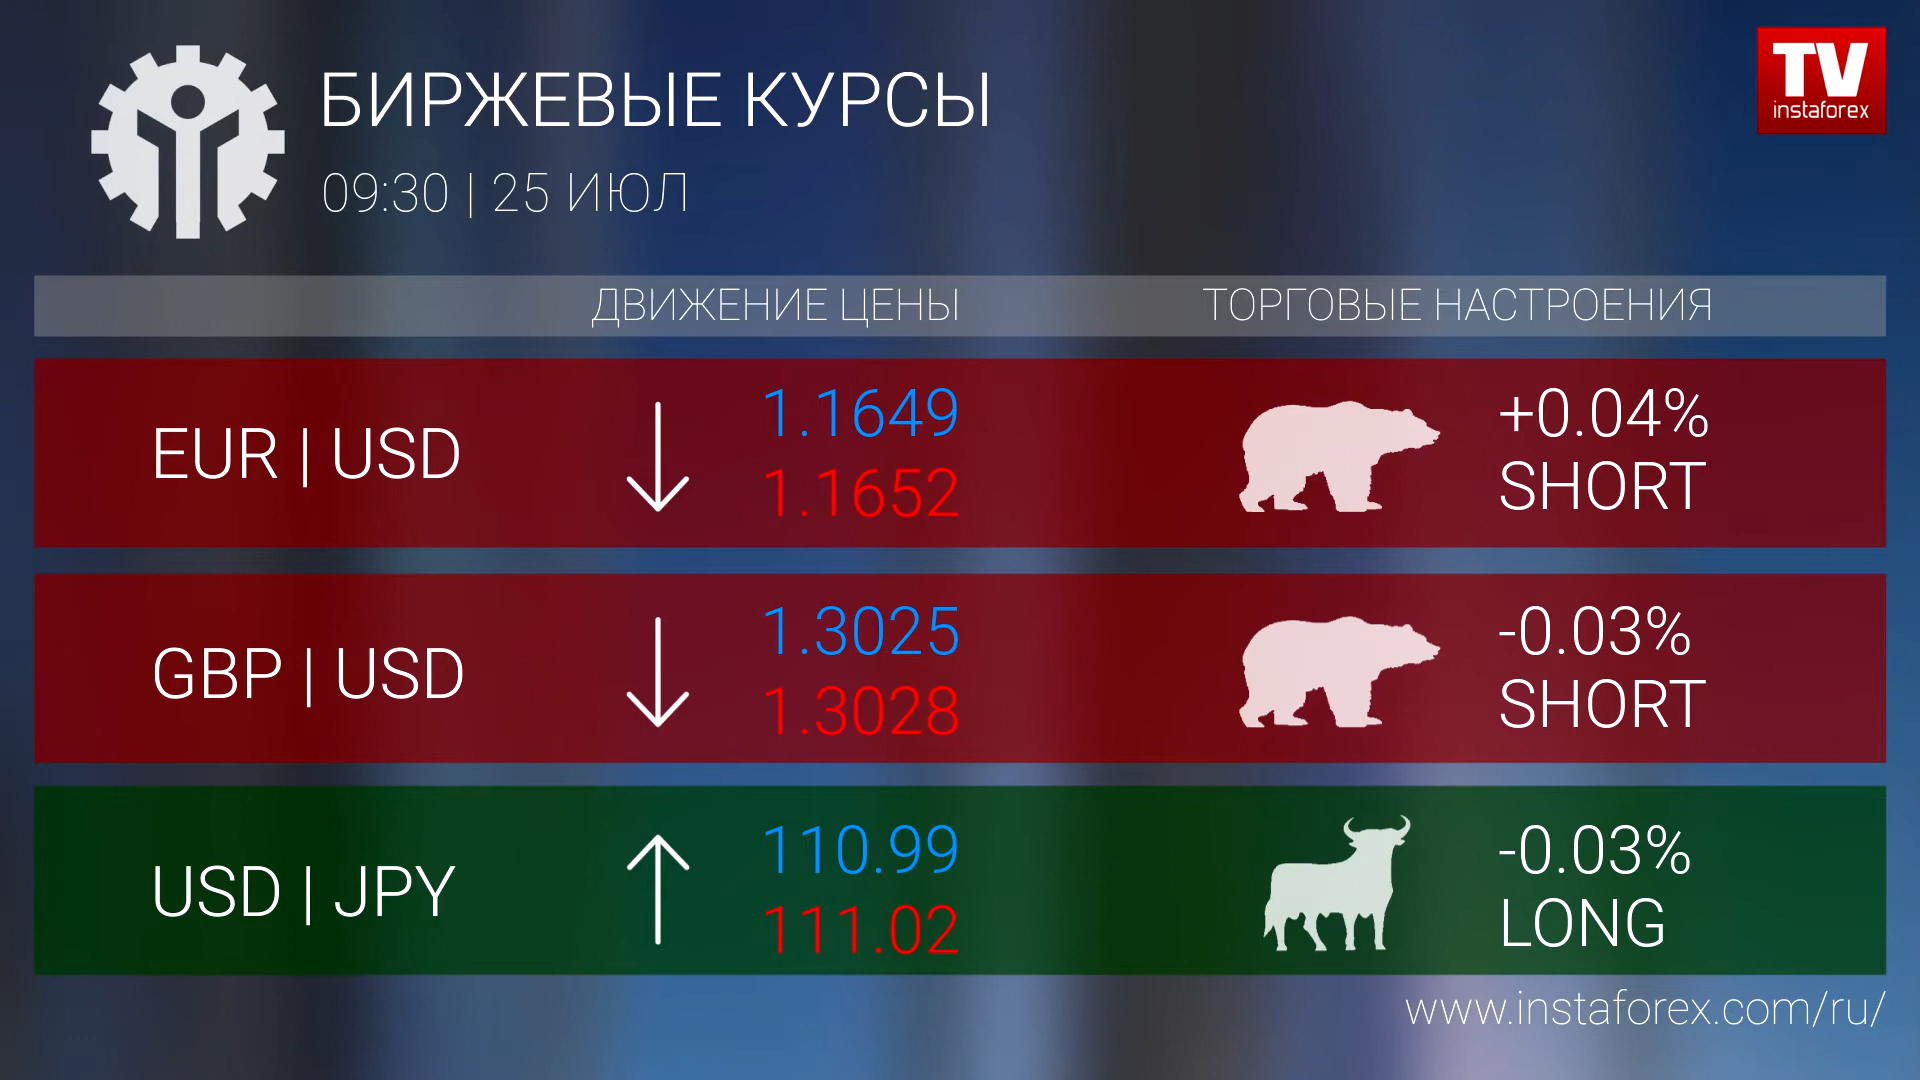 БИРЖЕВЫЕ КУРСЫ
09:30 | 25 ИЮЛ
TV
instaforex
ДВИЖЕНИЕ ЦЕНЫ ТОРГОВЫЕ НАСТРОЕНИЯ
EUR | USD
1.1649
1.1652
+0.04%
SHORT
GBP | USD
1.3025
1.3028
-0.03%
SHORT
USD | JPY
110.99
111.02
-0.03%
LONG
www.instaforex.com/ru/